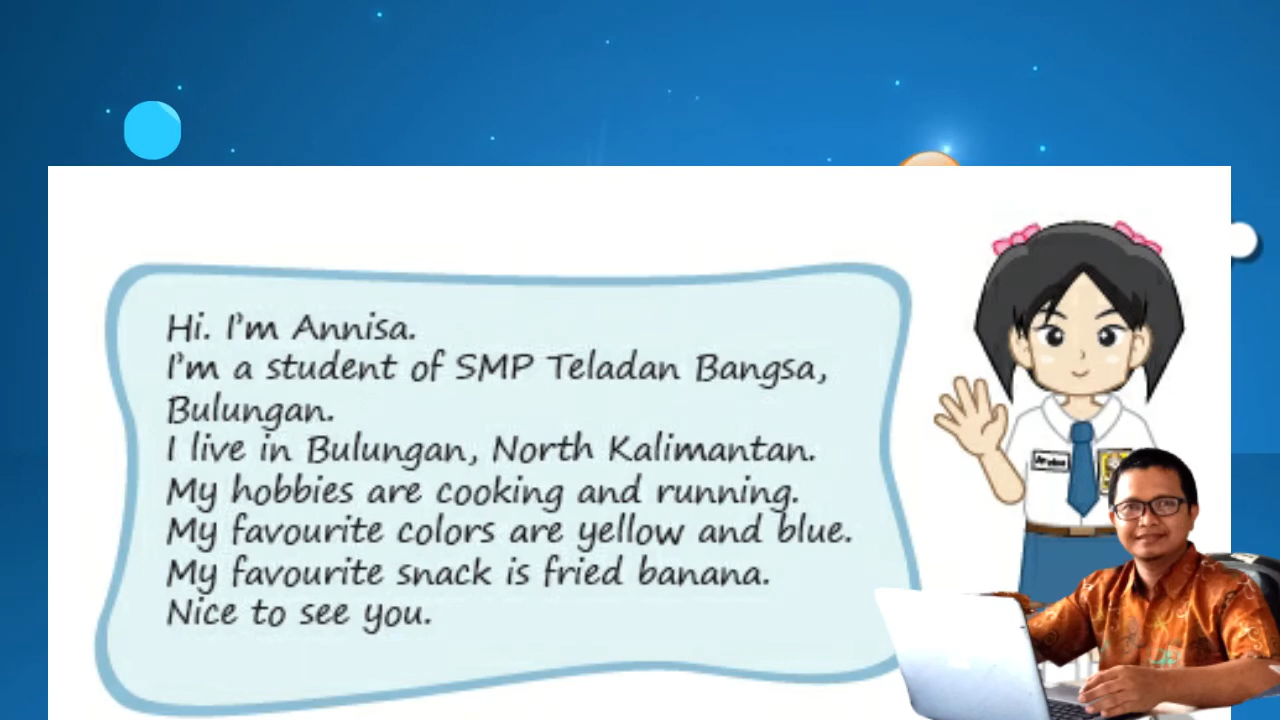 Hi. I'm Annisa.
I'm a student of SMP Teladan Bangsa,
Bulungan.
I live in Bulungan, North Kalimantan.
My hobbies are cooking and running.
My favourite colors are yellow and blue.
My favourite snack is fried banana.
Nice to see you.